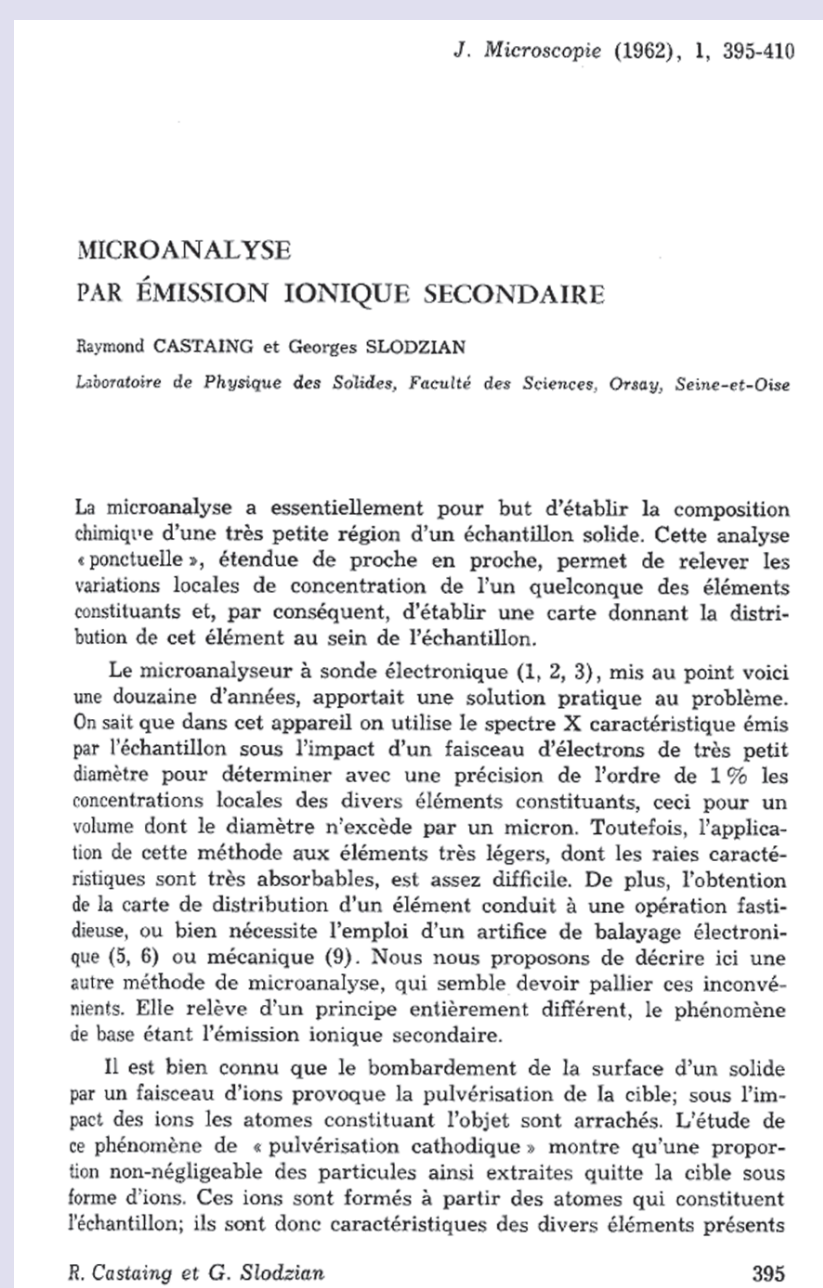 J. Microscopie (1962), 1, 395-410
MICROANALYSE
PAR ÉMISSION IONIQUE SECONDAIRE
Raymond CASTAING et Georges SLODZIAN
Laboratoire de Physique des Solides, Faculté des Sciences, Orsay, Seine-et-Oise
La microanalyse a essentiellement pour but d'établir la composition
chimique d'une très petite région d'un échantillon solide. Cette analyse
« ponctuelle », étendue de proche en proche, permet de relever les
variations locales de concentration de l'un quelconque des éléments
constituants et, par conséquent, d'établir une carte donnant la distri-
bution de cet élément au sein de l'échantillon.
Le microanalyseur à sonde électronique (1, 2, 3), mis au point voici
une douzaine d'années, apportait une solution pratique au problème.
On sait que dans cet appareil on utilise le spectre X caractéristique émis
par l'échantillon sous l'impact d'un faisceau d'électrons de très petit
diamètre pour déterminer avec une précision de l'ordre de 1 % les
concentrations locales des divers éléments constituants, ceci pour un
volume dont le diamètre n'excède par un micron. Toutefois, l'applica-
tion de cette méthode aux éléments très légers, dont les raies caracté-
ristiques sont très absorbables, est assez difficile. De plus, l'obtention
de la carte de distribution d'un élément conduit à une opération fasti-
dieuse, ou bien nécessite l'emploi d'un artifice de balayage électroni-
que (5, 6) ou mécanique (9). Nous nous proposons de décrire ici une
autre méthode de microanalyse, qui semble devoir pallier ces inconvé-
nients. Elle relève d'un principe entièrement différent, le phénomène
de base étant l'émission ionique secondaire.
Il est bien connu que le bombardement de la surface d'un solide
par un faisceau d'ions provoque la pulvérisation de la cible; sous l'im-
pact des ions les atomes constituant l'objet sont arrachés. L'étude de
ce phénomène de « pulvérisation cathodique » montre qu'une propor-
tion non-négligeable des particules ainsi extraites quitte la cible sous
forme d'ions. Ces ions sont formés à partir des atomes qui constituent
l'échantillon; ils sont donc caractéristiques des divers éléments présents
R. Castaing et G. Slodzian 395